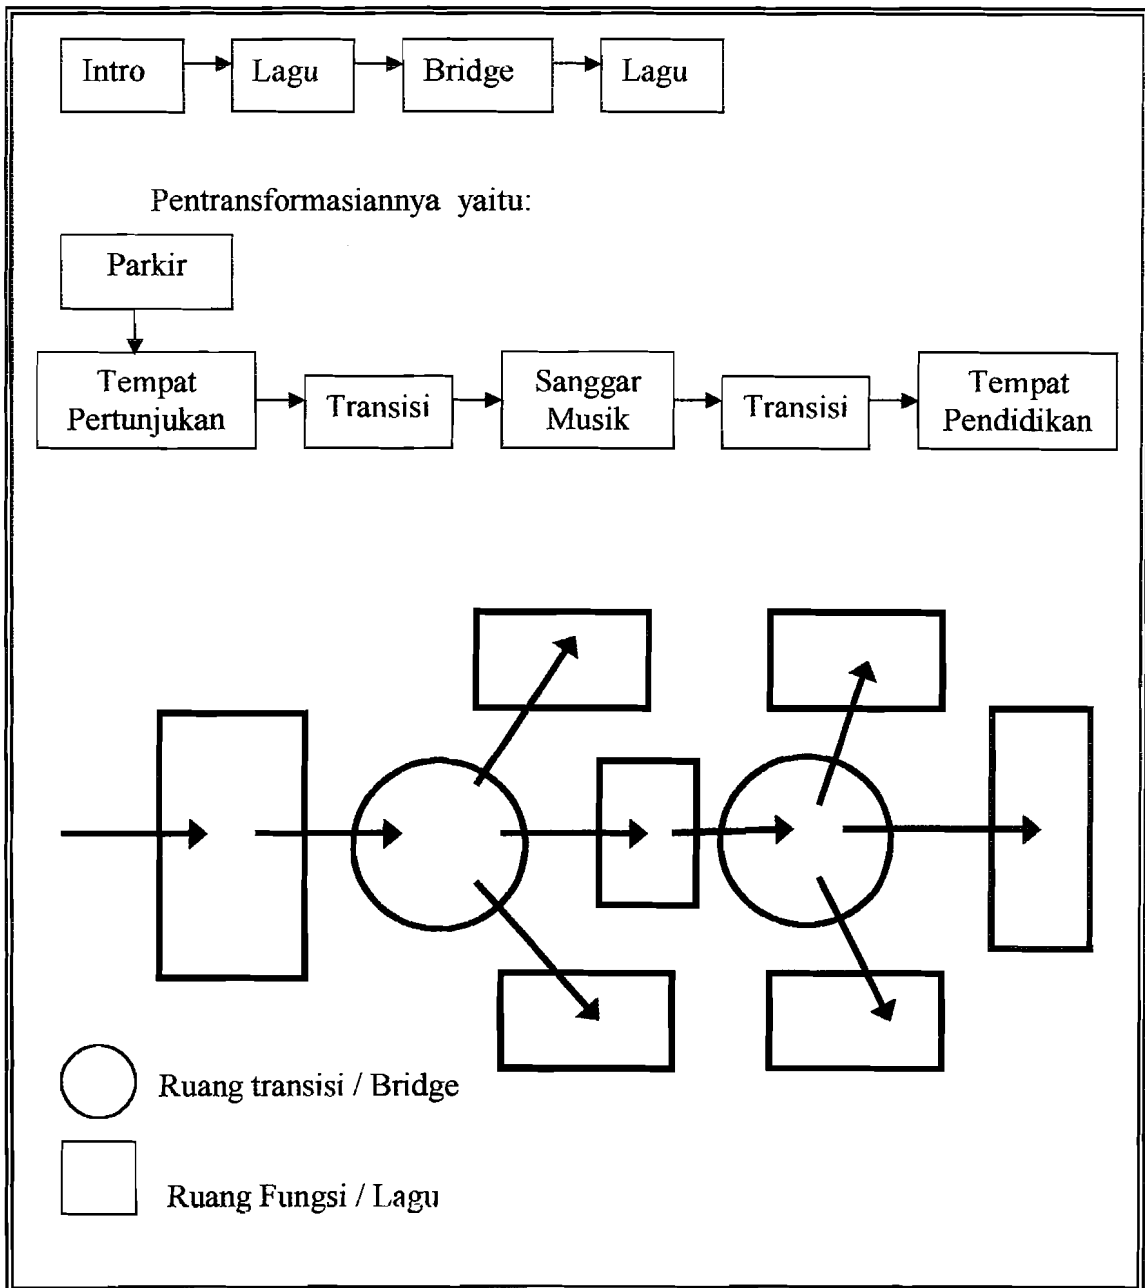 Intro Lagu Bridge Lagu
Pentransformasiannya yaitu:
Parkir
Tempat Pertunjukan
Transisi
Sanggar Musik
Transisi
Tempat Pendidikan
Ruang transisi / Bridge
Ruang Fungsi / Lagu